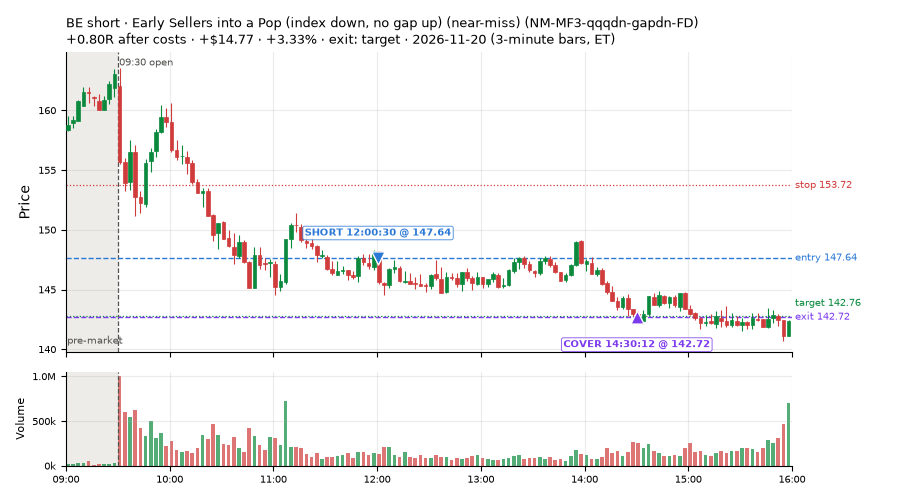 BE short · Early Sellers into a Pop (index down, no gap up) (near-miss) (NM-MF3-qqqdn-gapdn-FD)
+0.80R after costs · +$14.77 · +3.33% · exit: target · 2026-11-20 (3-minute bars, ET)
09:30 open
160
155
stop 153.72
Price
150
SHORT 12:00:30 @ 147.64
entry 147.64
145
target 142.76
exit 142.72
pre-market
COVER 14:30:12 @ 142.72
140
1.0M
Volume
500k
0k
09:00 10:00 11:00 12:00 13:00 14:00 15:00 16:00